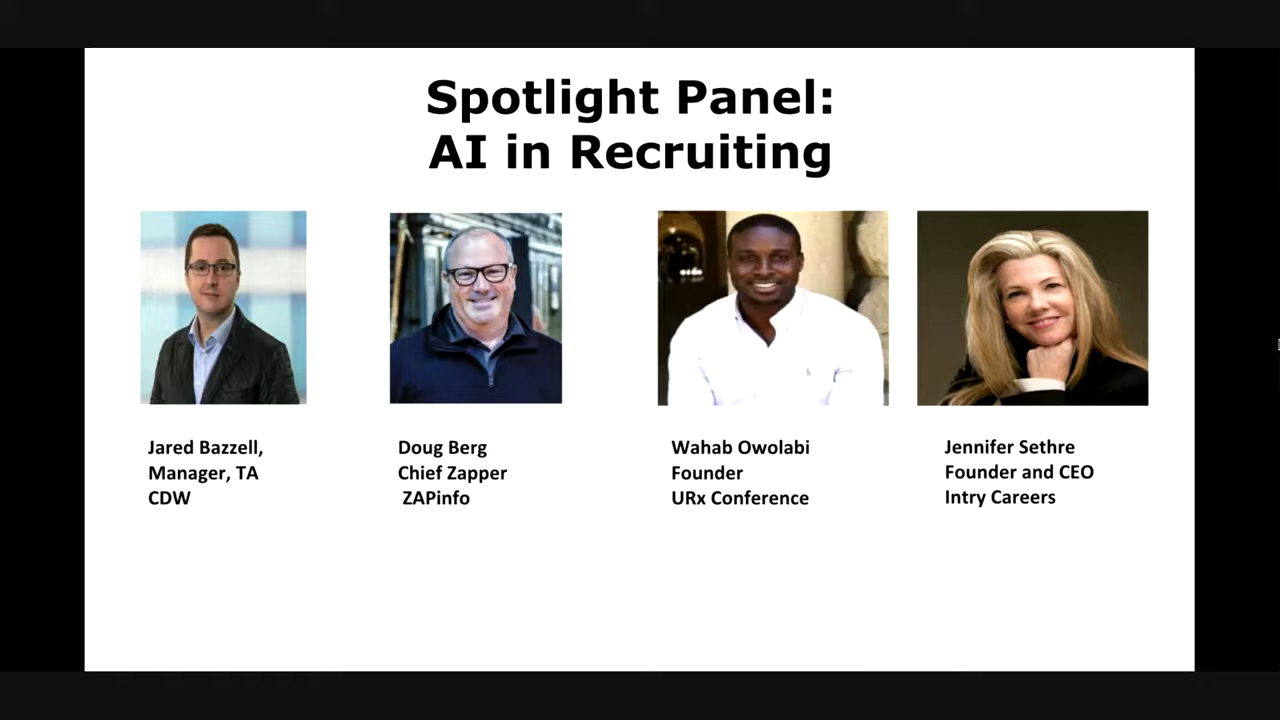 Spotlight Panel:
AI in Recruiting
Jared Bazzell,
Manager, TA
CDW
Doug Berg
Chief Zapper
ZAPinfo
Wahab Owolabi
Founder
URx Conference
Jennifer Sethre
Founder and CEO
Intry Careers